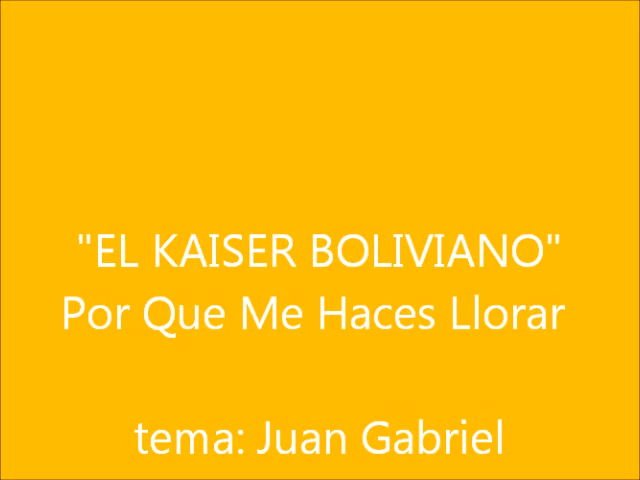 "EL KAISER BOLIVIANO"
Por Que Me Haces Llorar
tema: Juan Gabriel